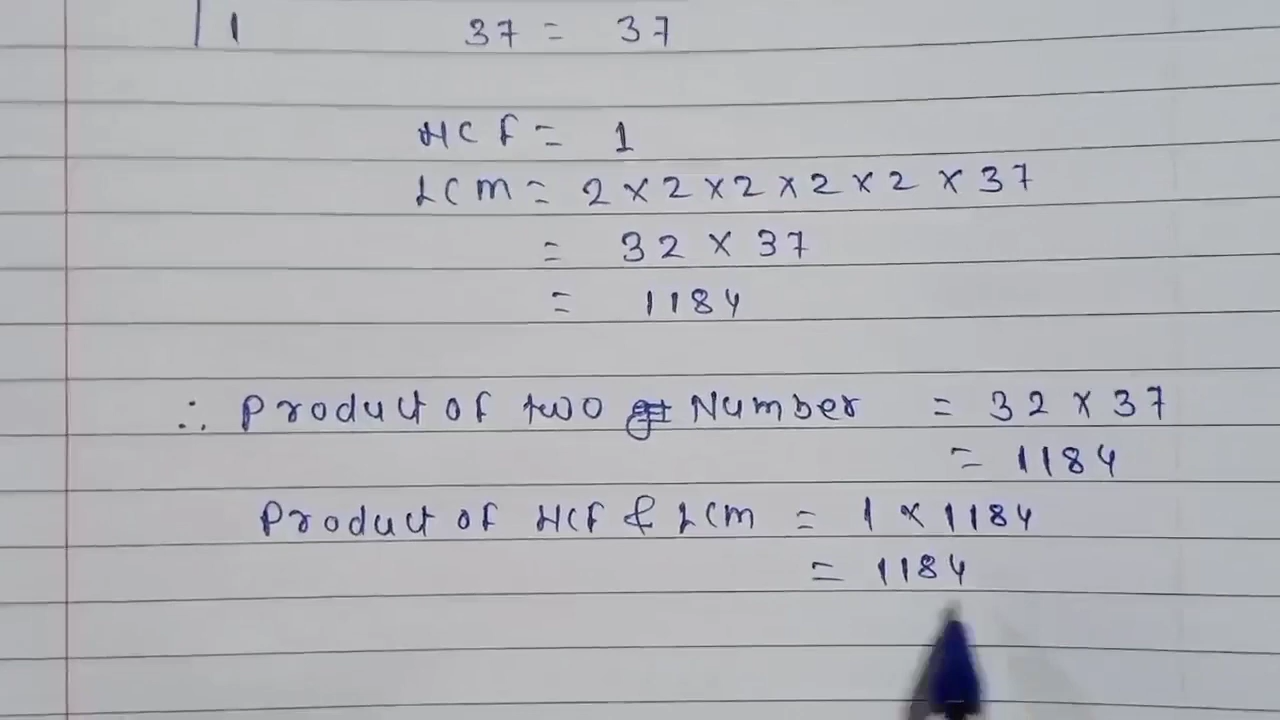 1 37 = 37
HCF = 1
LCM = 2 × 2 × 2 × 2 × 2 × 37
= 32 × 37
= 1184
∴ Product of two Number = 32 × 37
= 1184
Product of HCF & LCM = 1 × 1184
= 1184